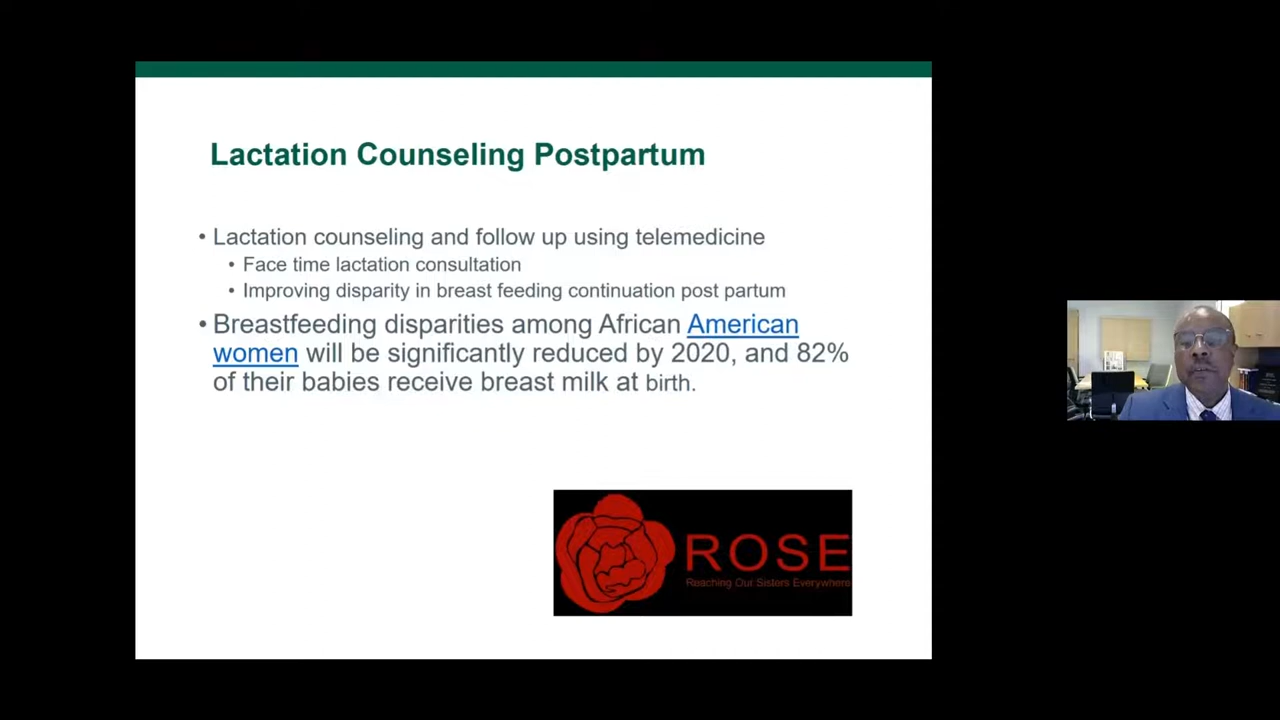 Lactation Counseling Postpartum
• Lactation counseling and follow up using telemedicine
• Face time lactation consultation
• Improving disparity in breast feeding continuation post partum
• Breastfeeding disparities among African American
women will be significantly reduced by 2020, and 82%
of their babies receive breast milk at birth.
ROSE
Reaching Our Sisters Everywhere